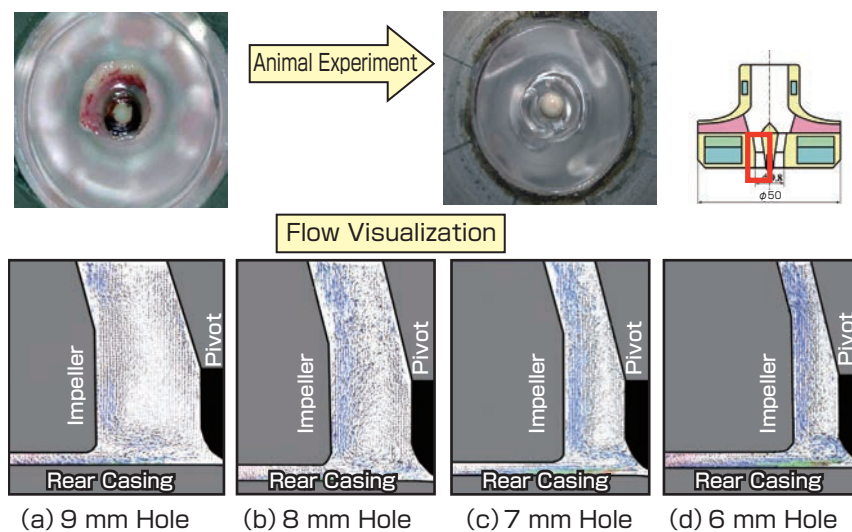 Animal Experiment
φ50
Flow Visualization
Impeller
Pivot
Rear Casing
Impeller
Pivot
Rear Casing
Impeller
Pivot
Rear Casing
Impeller
Pivot
Rear Casing
(a) 9 mm Hole
(b) 8 mm Hole
(c) 7 mm Hole
(d) 6 mm Hole